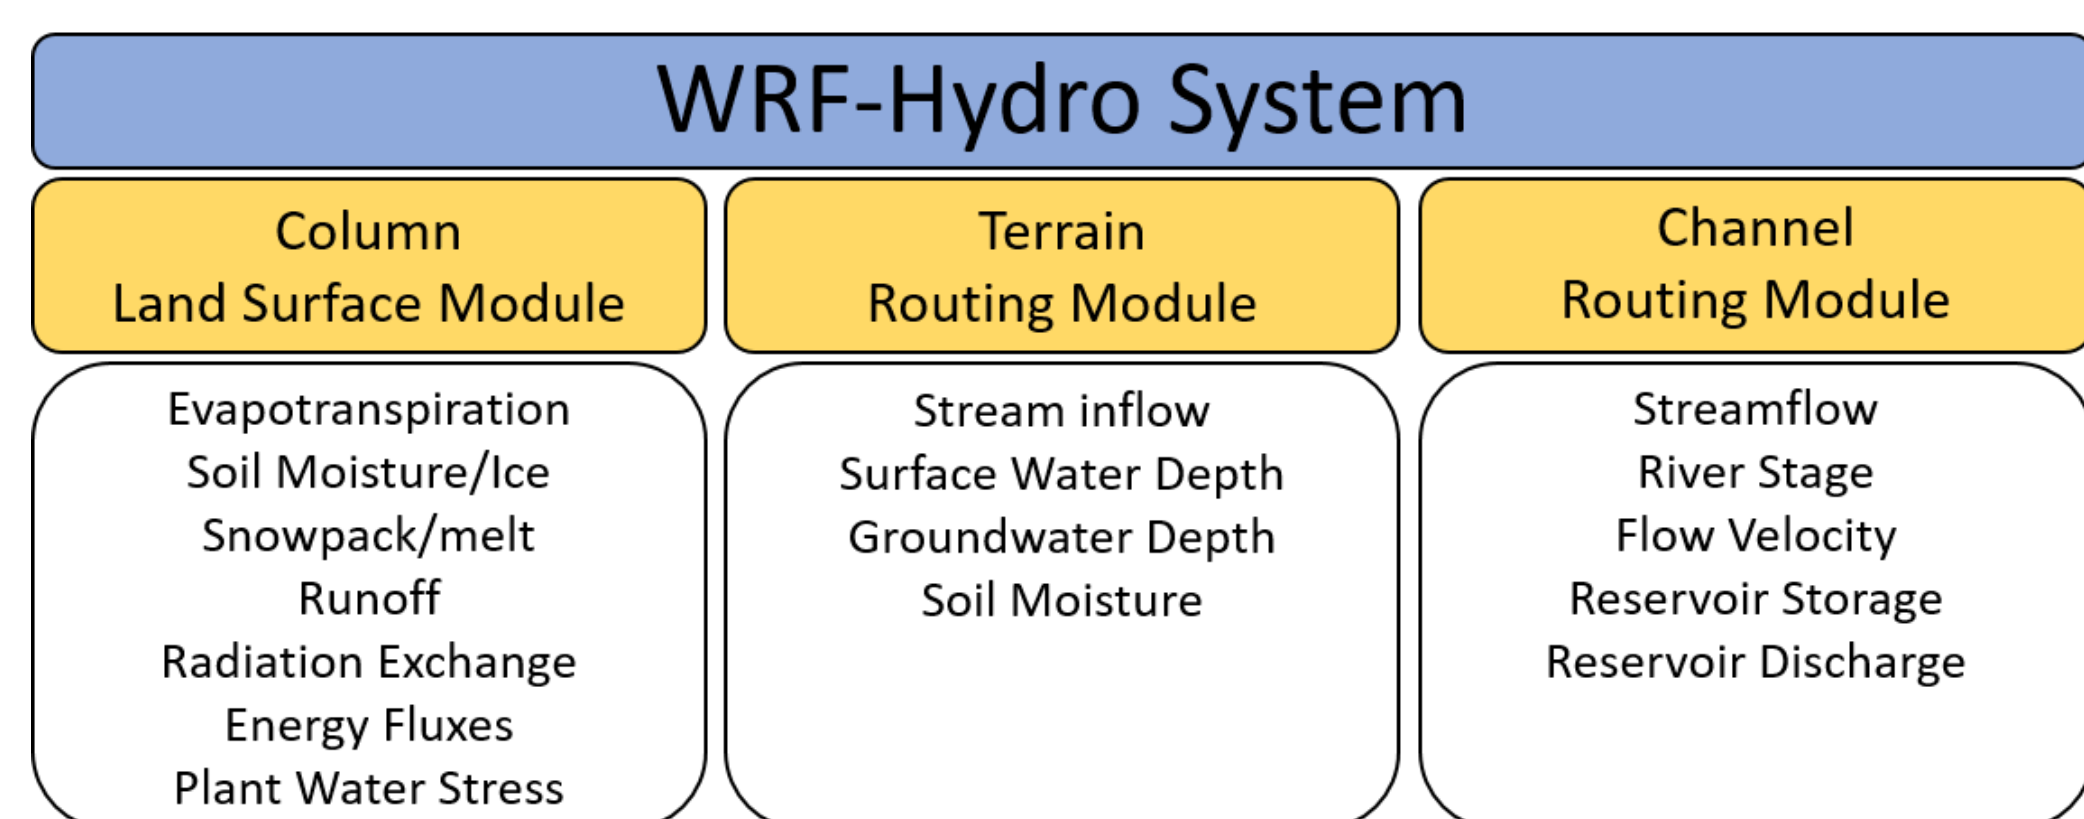 WRF-Hydro System
Column
Land Surface Module
Evapotranspiration
Soil Moisture/Ice
Snowpack/melt
Runoff
Radiation Exchange
Energy Fluxes
Plant Water Stress
Terrain
Routing Module
Stream inflow
Surface Water Depth
Groundwater Depth
Soil Moisture
Channel
Routing Module
Streamflow
River Stage
Flow Velocity
Reservoir Storage
Reservoir Discharge